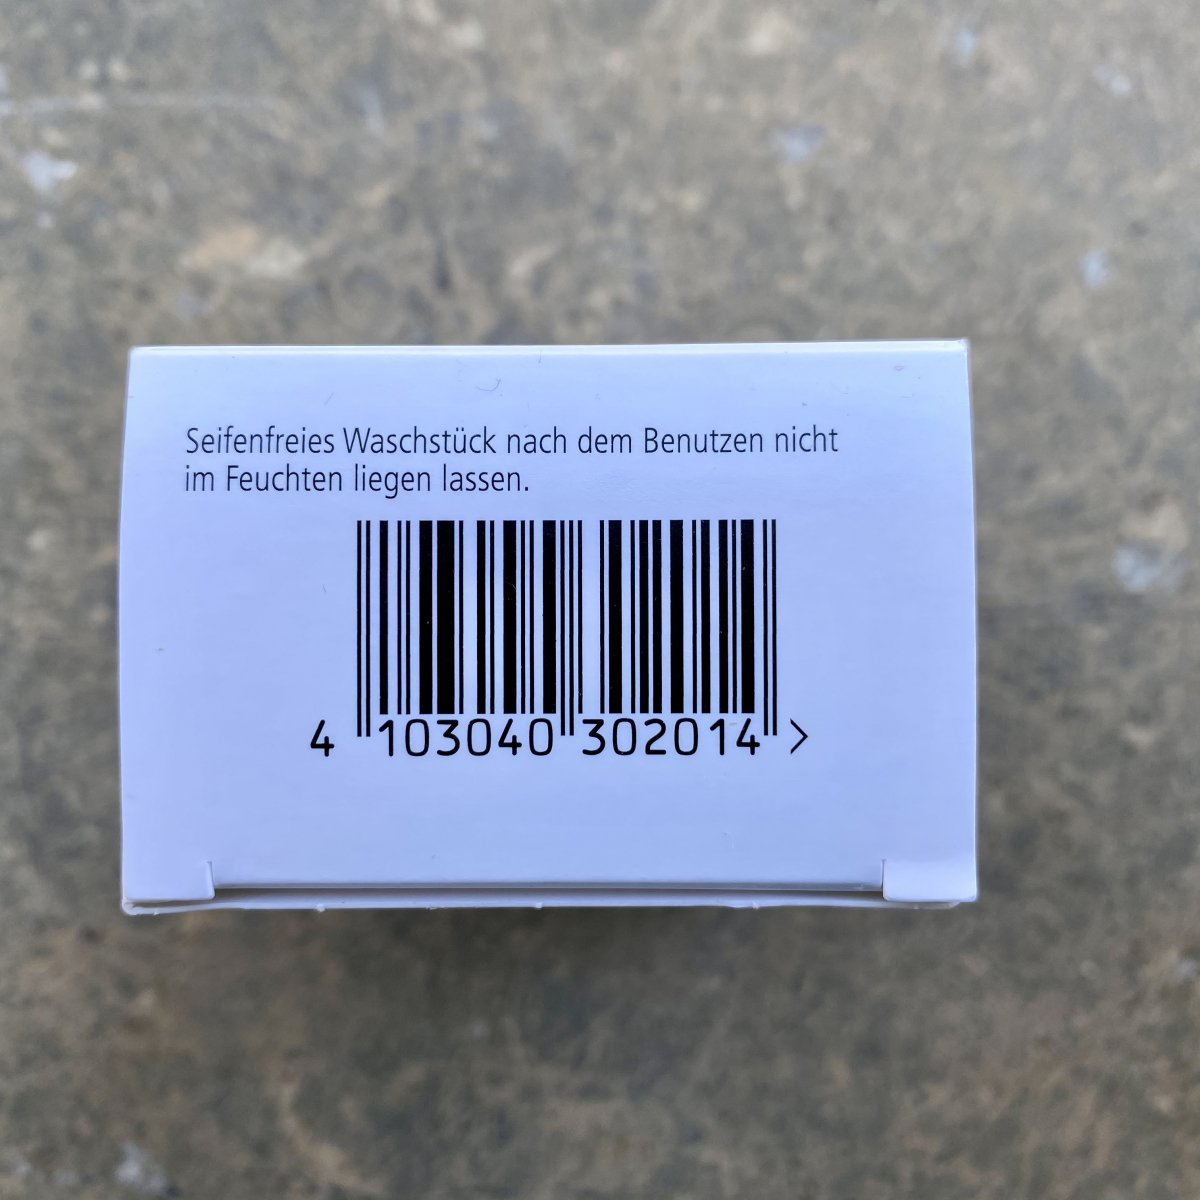 Seifenfreies Waschstück nach dem Benutzen nicht
im Feuchten liegen lassen.
4 103040 302014 >